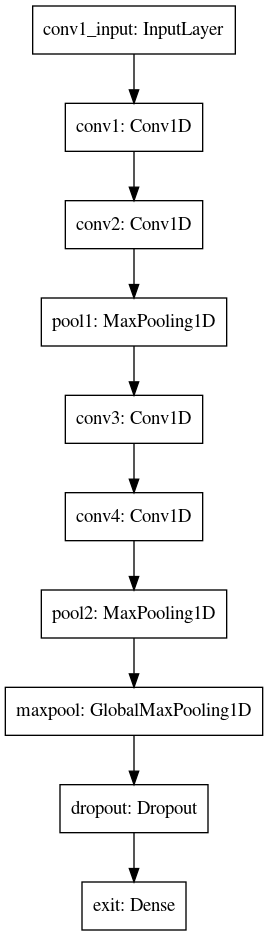 conv1_input: InputLayer
conv1: Conv1D
conv2: Conv1D
pool1: MaxPooling1D
conv3: Conv1D
conv4: Conv1D
pool2: MaxPooling1D
maxpool: GlobalMaxPooling1D
dropout: Dropout
exit: Dense